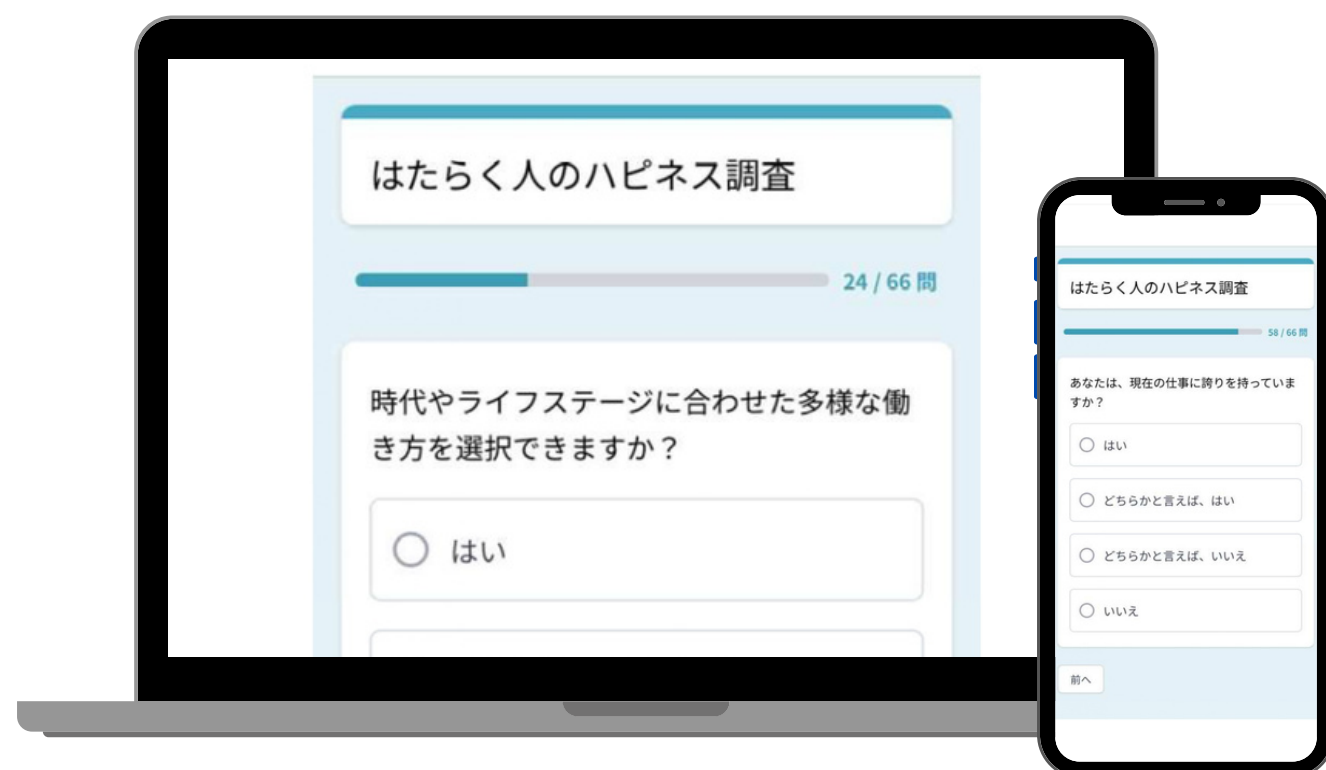 はたらく人のハピネス調査
24 / 66 問
時代やライフステージに合わせた多様な働
き方を選択できますか？
はい
はたらく人のハピネス調査
58 / 66 問
あなたは、現在の仕事に誇りを持っていま
すか？
はい
どちらかと言えば、はい
どちらかと言えば、いいえ
いいえ
前へ